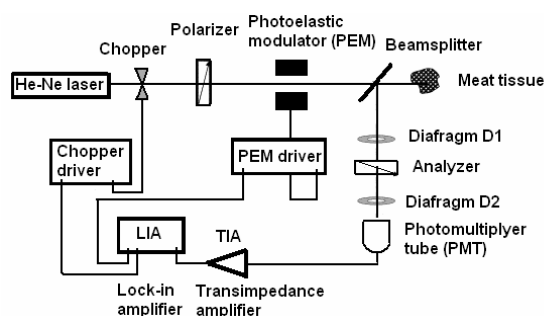 Polarizer
Photoelastic
modulator (PEM)
Chopper
Beamsplitter
He-Ne laser
Meat tissue
Chopper
driver
PEM driver
Diafragm D1
Analyzer
Diafragm D2
LIA
TIA
Photomultiplyer
tube (PMT)
Lock-in
amplifier
Transimpedance
amplifier